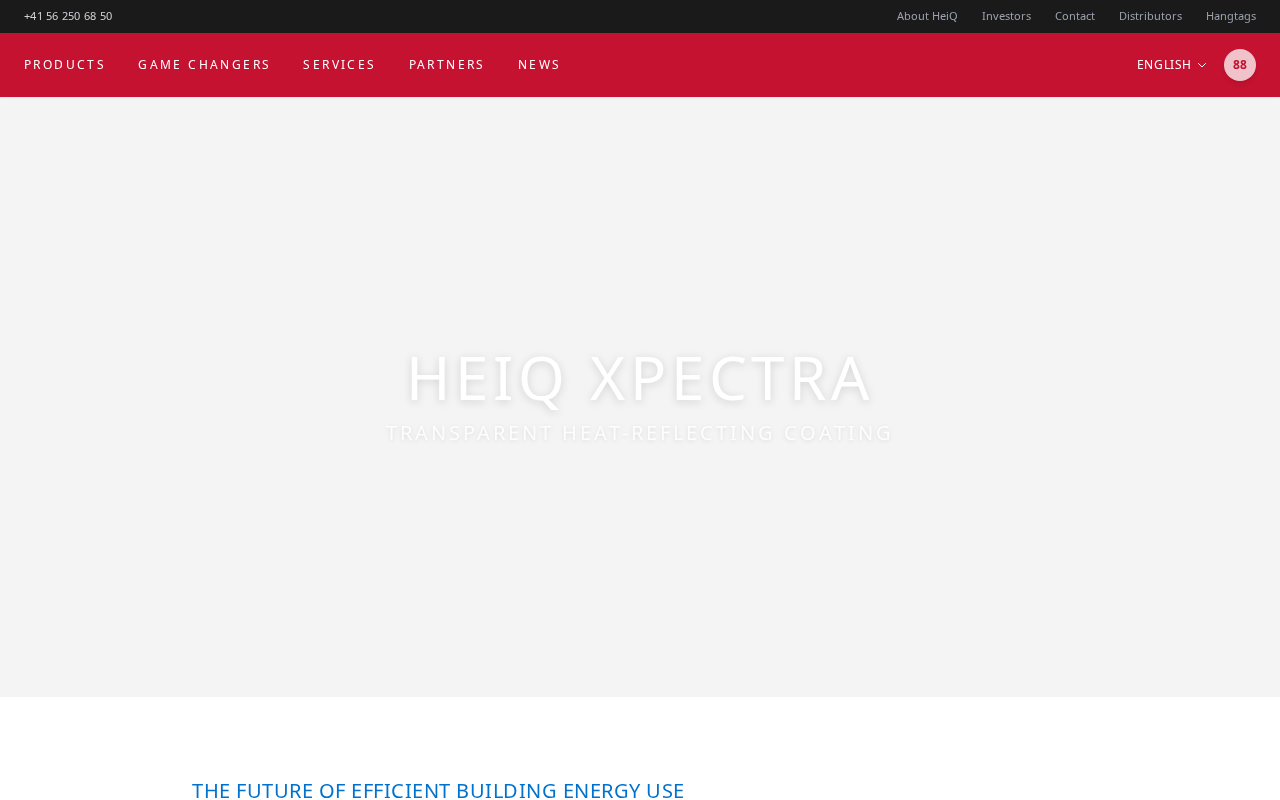 +41 56 250 68 50
About HeiQ
Investors
Contact
Distributors
Hangtags
PRODUCTS
GAME CHANGERS
SERVICES
PARTNERS
NEWS
ENGLISH
88
HEIQ XPECTRA
TRANSPARENT HEAT-REFLECTING COATING
THE FUTURE OF EFFICIENT BUILDING ENERGY USE